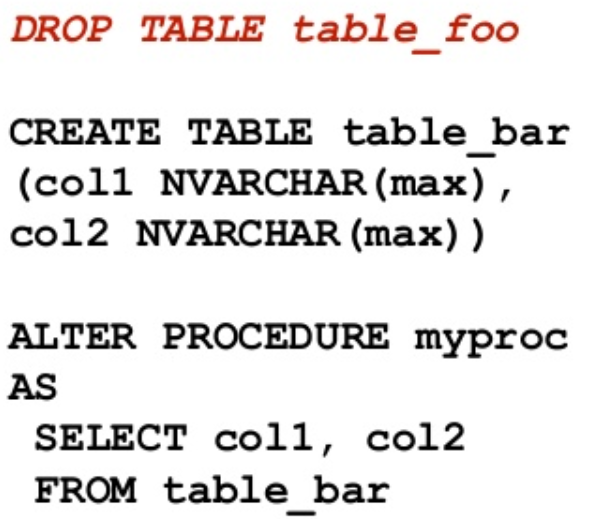 DROP TABLE table_foo
CREATE TABLE table_bar
(col1 NVARCHAR(max),
col2 NVARCHAR(max))
ALTER PROCEDURE myproc
AS
SELECT col1, col2
FROM table_bar